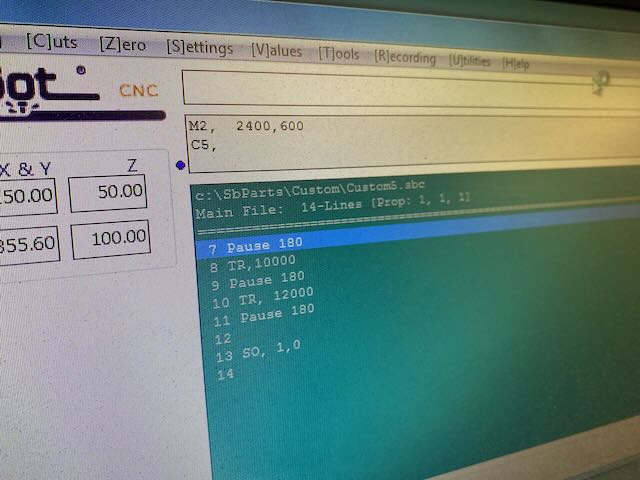 [C]uts [Z]ero [S]ettings [V]alues [T]ools [R]ecording [U]tilities [H]elp
ot ® CNC
M2, 2400,600
C5,
X & Y Z
50.00 50.00
355.60 100.00
c:\SbParts\Custom\Custom5.sbc
Main File: 14-Lines [Prop: 1, 1, 1]
==========================================
7 Pause 180
8 TR,10000
9 Pause 180
10 TR, 12000
11 Pause 180
12
13 SO, 1,0
14